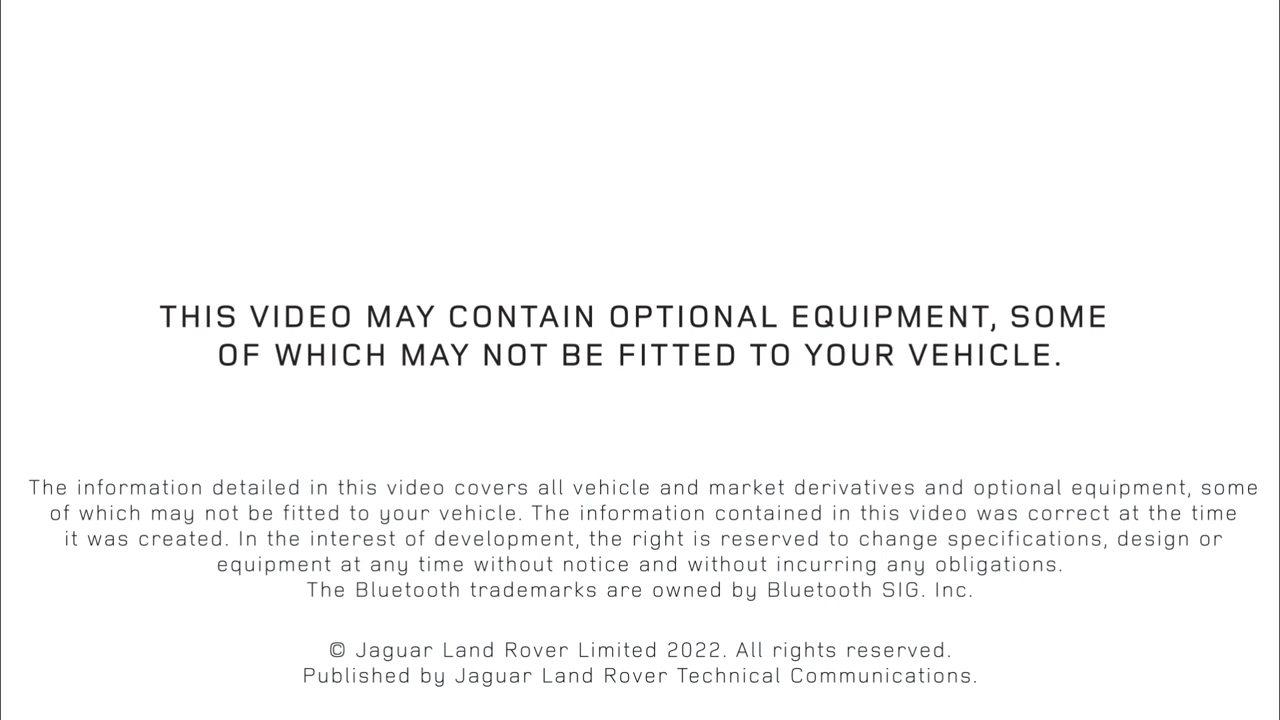 THIS VIDEO MAY CONTAIN OPTIONAL EQUIPMENT, SOME
OF WHICH MAY NOT BE FITTED TO YOUR VEHICLE.
The information detailed in this video covers all vehicle and market derivatives and optional equipment, some
of which may not be fitted to your vehicle. The information contained in this video was correct at the time
it was created. In the interest of development, the right is reserved to change specifications, design or
equipment at any time without notice and without incurring any obligations.
The Bluetooth trademarks are owned by Bluetooth SIG. Inc.
© Jaguar Land Rover Limited 2022. All rights reserved.
Published by Jaguar Land Rover Technical Communications.